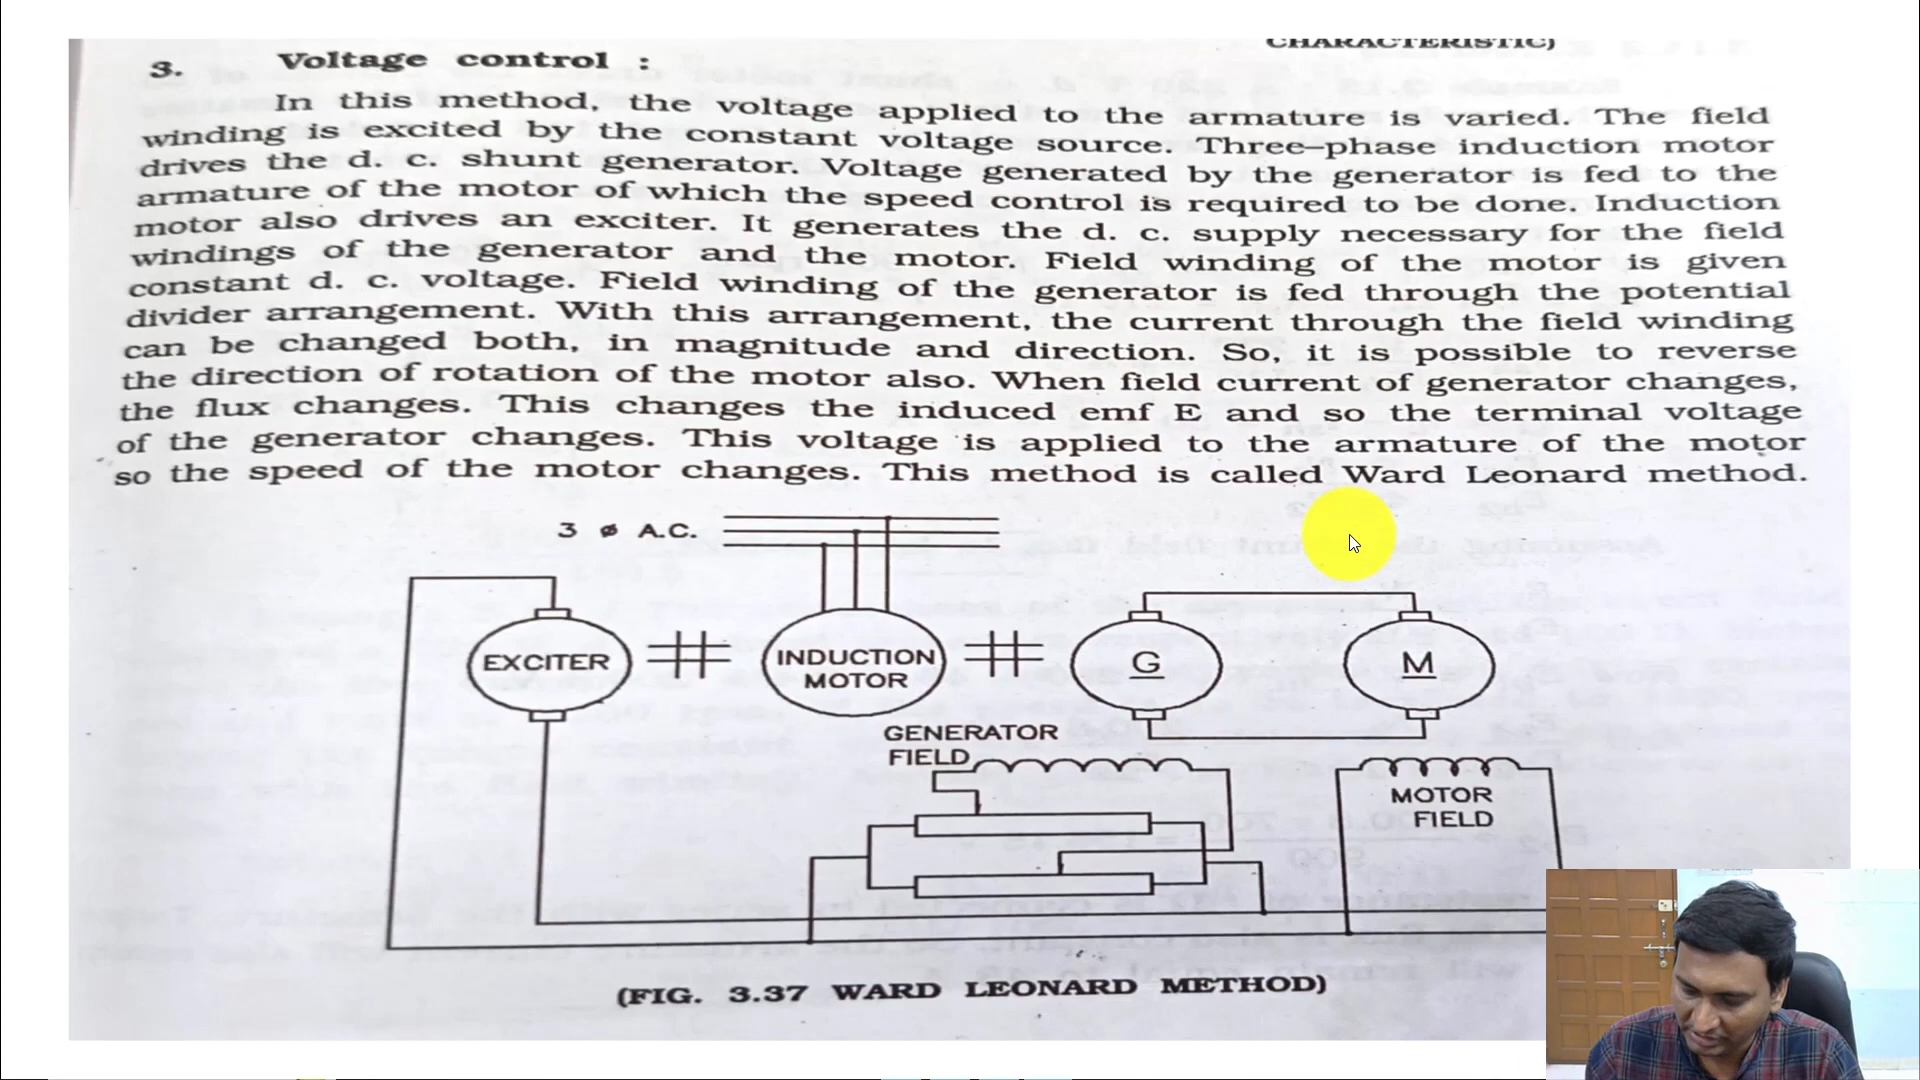 CHARACTERISTIC)
3. Voltage control :
In this method, the voltage applied to the armature is varied. The field
winding is excited by the constant voltage source. Three-phase induction motor
drives the d. c. shunt generator. Voltage generated by the generator is fed to the
armature of the motor of which the speed control is required to be done. Induction
motor also drives an exciter. It generates the d. c. supply necessary for the field
windings of the generator and the motor. Field winding of the motor is given
constant d. c. voltage. Field winding of the generator is fed through the potential
divider arrangement. With this arrangement, the current through the field winding
can be changed both, in magnitude and direction. So, it is possible to reverse
the direction of rotation of the motor also. When field current of generator changes,
the flux changes. This changes the induced emf E and so the terminal voltage
of the generator changes. This voltage is applied to the armature of the motor
so the speed of the motor changes. This method is called Ward Leonard method.
3 ø A.C.
EXCITER
INDUCTION
MOTOR
G
M
GENERATOR
FIELD
MOTOR
FIELD
(FIG. 3.37 WARD LEONARD METHOD)